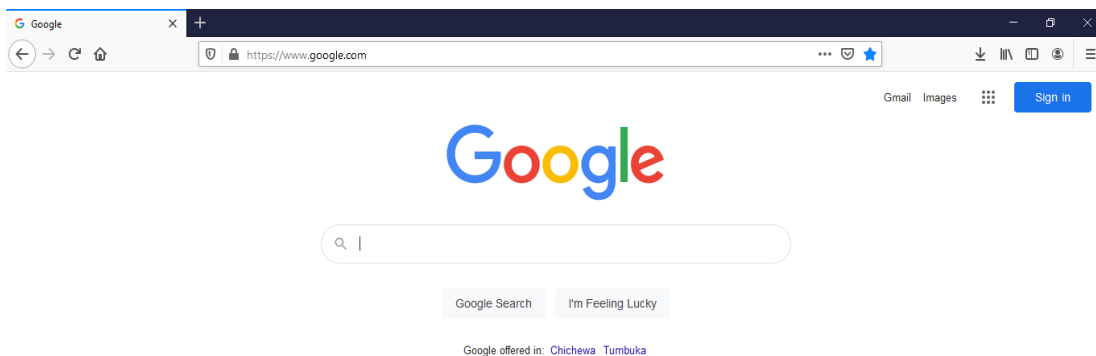 Google
https://www.google.com
Gmail Images Sign in
Google
Google Search I'm Feeling Lucky
Google offered in: Chichewa Tumbuka